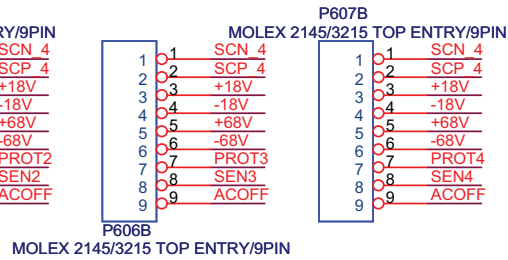 P607B
RY/9PIN
MOLEX 2145/3215 TOP ENTRY/9PIN
SCN_4
SCP_4
+18V
-18V
+68V
-68V
PROT2
SEN2
ACOFF
1 1 SCN_4
2 2 SCP_4
3 3 +18V
4 4 -18V
5 5 +68V
6 6 -68V
7 7 PROT3
8 8 SEN3
9 9 ACOFF
P606B
MOLEX 2145/3215 TOP ENTRY/9PIN
1 1 SCN_4
2 2 SCP_4
3 3 +18V
4 4 -18V
5 5 +68V
6 6 -68V
7 7 PROT4
8 8 SEN4
9 9 ACOFF